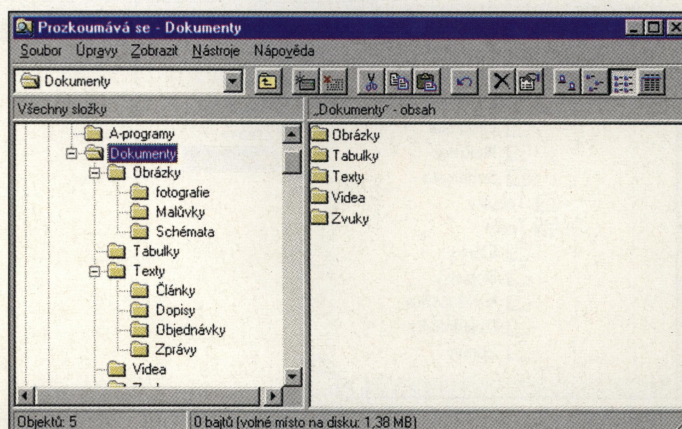 Prozkoumává se - Dokumenty
Soubor Úpravy Zobrazit Nástroje Nápověda
Dokumenty
Všechny složky
„Dokumenty“ - obsah
A-programy
Dokumenty
Obrázky
fotografie
Malůvky
Schémata
Tabulky
Texty
Články
Dopisy
Objednávky
Zprávy
Videa
Obrázky
Tabulky
Texty
Videa
Zvuky
Objektů: 5
0 bajtů (volné místo na disku: 1,38 MB)